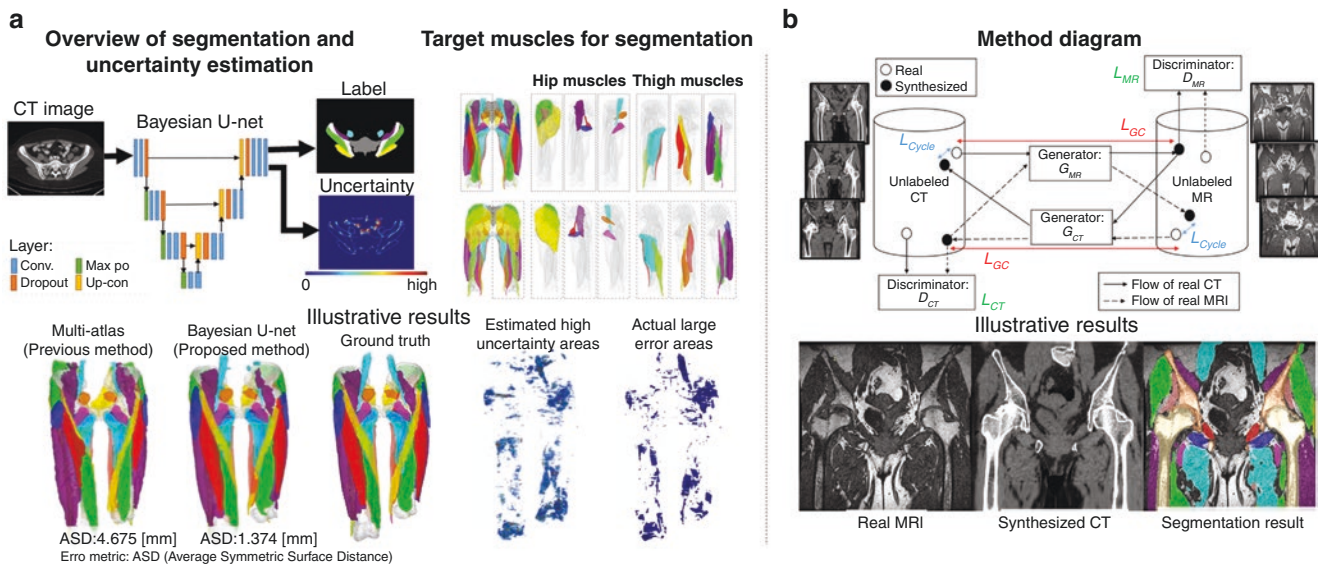 a
Overview of segmentation and
uncertainty estimation
CT image
Bayesian U-net
Label
Uncertainty
0
high
Layer:
Conv.
Max po
Dropout
Up-con
Target muscles for segmentation
Hip muscles
Thigh muscles
Illustrative results
Multi-atlas
(Previous method)
Bayesian U-net
(Proposed method)
Ground truth
Estimated high
uncertainty areas
Actual large
error areas
ASD:4.675 [mm]
ASD:1.374 [mm]
Erro metric: ASD (Average Symmetric Surface Distance)
b
Method diagram
Real
Synthesized
L_MR
Discriminator:
D_MR
L_GC
L_Cycle
Generator:
G_MR
Unlabeled
CT
Unlabeled
MR
Generator:
G_CT
L_Cycle
L_GC
Discriminator:
D_CT
L_CT
Flow of real CT
Flow of real MRI
Illustrative results
Real MRI
Synthesized CT
Segmentation result